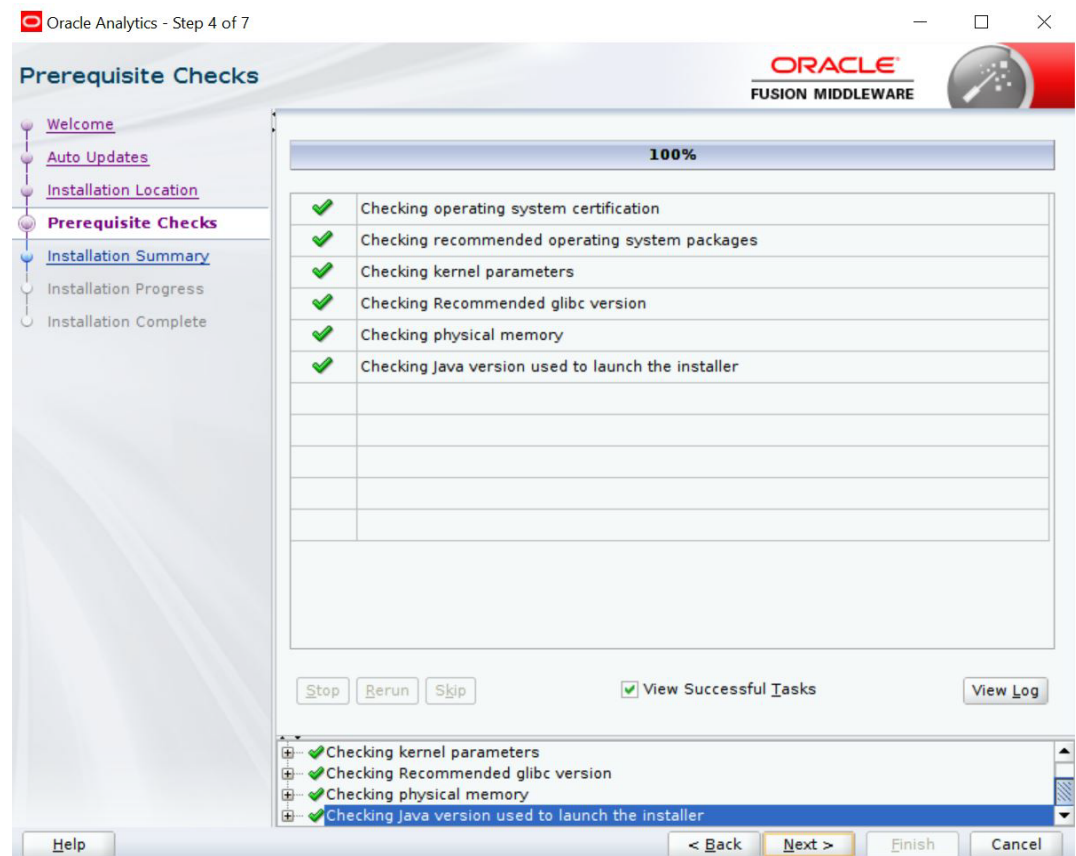 Oracle Analytics - Step 4 of 7
Prerequisite Checks
ORACLE
FUSION MIDDLEWARE
Welcome
Auto Updates
Installation Location
Prerequisite Checks
Installation Summary
Installation Progress
Installation Complete
100%
Checking operating system certification
Checking recommended operating system packages
Checking kernel parameters
Checking Recommended glibc version
Checking physical memory
Checking Java version used to launch the installer
Stop Rerun Skip View Successful Tasks View Log
Checking kernel parameters
Checking Recommended glibc version
Checking physical memory
Checking Java version used to launch the installer
Help < Back Next > Finish Cancel